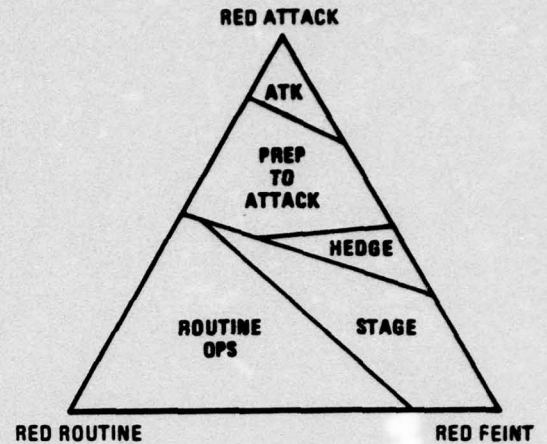 RED ATTACK
ATK
PREP
TO
ATTACK
HEDGE
ROUTINE
OPS
STAGE
RED ROUTINE
RED FEINT